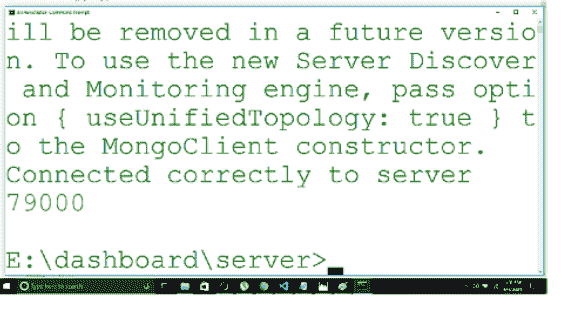 ill be removed in a future versio
n. To use the new Server Discover
 and Monitoring engine, pass opti
on { useUnifiedTopology: true } t
o the MongoClient constructor.
Connected correctly to server
79000
E:\dashboard\server>